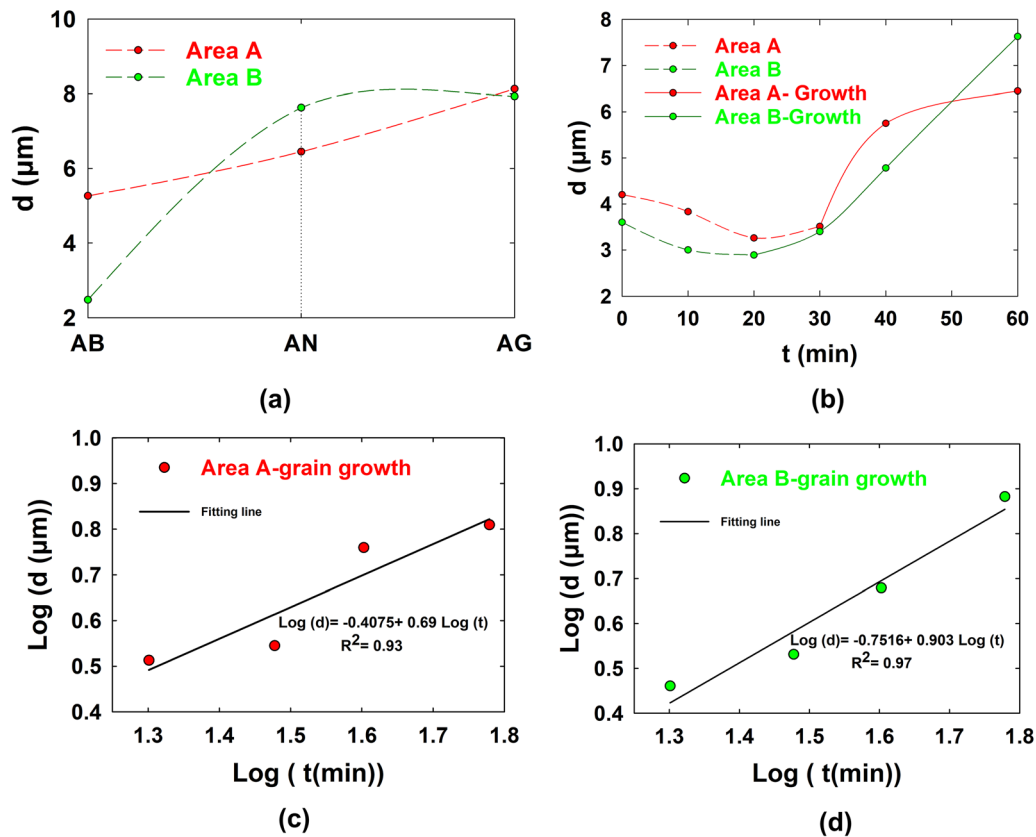 10
8
6
4
2
d (µm)
Area A
Area B
AB
AN
AG
(a)
8
7
6
5
4
3
2
d (µm)
Area A
Area B
Area A- Growth
Area B-Growth
0
10
20
30
40
50
60
t (min)
(b)
1.0
0.9
0.8
0.7
0.6
0.5
0.4
Log (d (µm))
Area A-grain growth
Fitting line
Log (d)= -0.4075+ 0.69 Log (t)
R2= 0.93
1.3
1.4
1.5
1.6
1.7
1.8
Log ( t(min))
(c)
1.0
0.9
0.8
0.7
0.6
0.5
0.4
Log (d (µm))
Area B-grain growth
Fitting line
Log (d)= -0.7516+ 0.903 Log (t)
R2= 0.97
1.3
1.4
1.5
1.6
1.7
1.8
Log ( t(min))
(d)